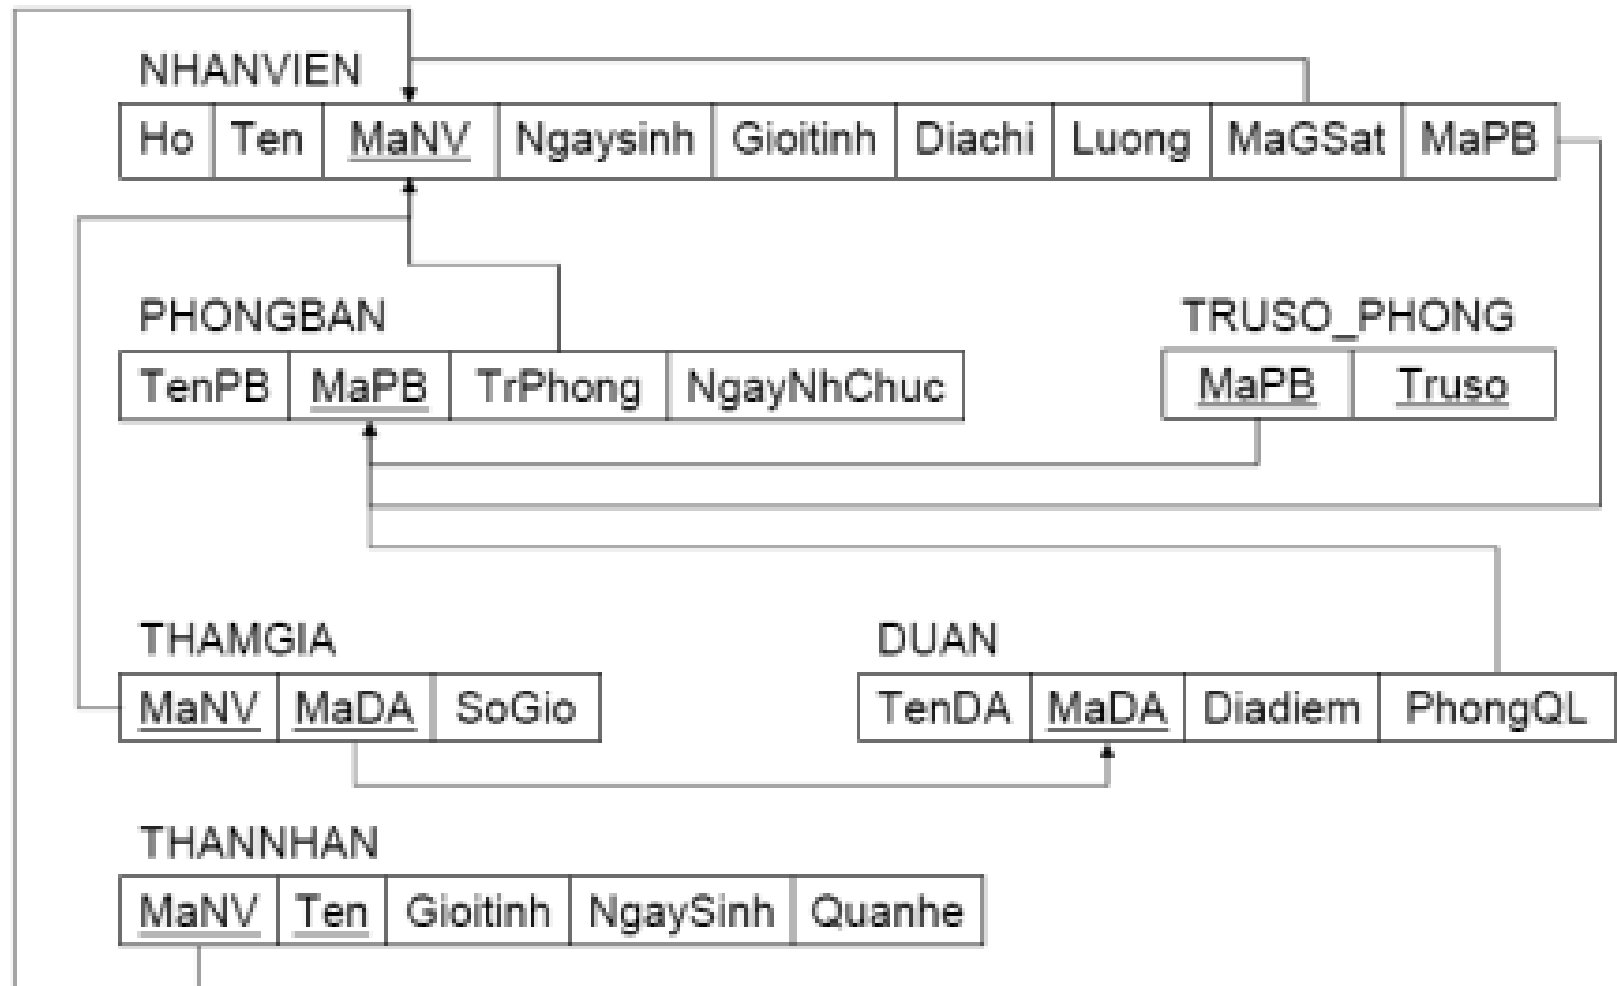 NHANVIEN
Ho Ten MaNV Ngaysinh Gioitinh Diachi Luong MaGSat MaPB
PHONGBAN
TenPB MaPB TrPhong NgayNhChuc
TRUSO_PHONG
MaPB Truso
THAMGIA
MaNV MaDA SoGio
DUAN
TenDA MaDA Diadiem PhongQL
THANNHAN
MaNV Ten Gioitinh NgaySinh Quanhe